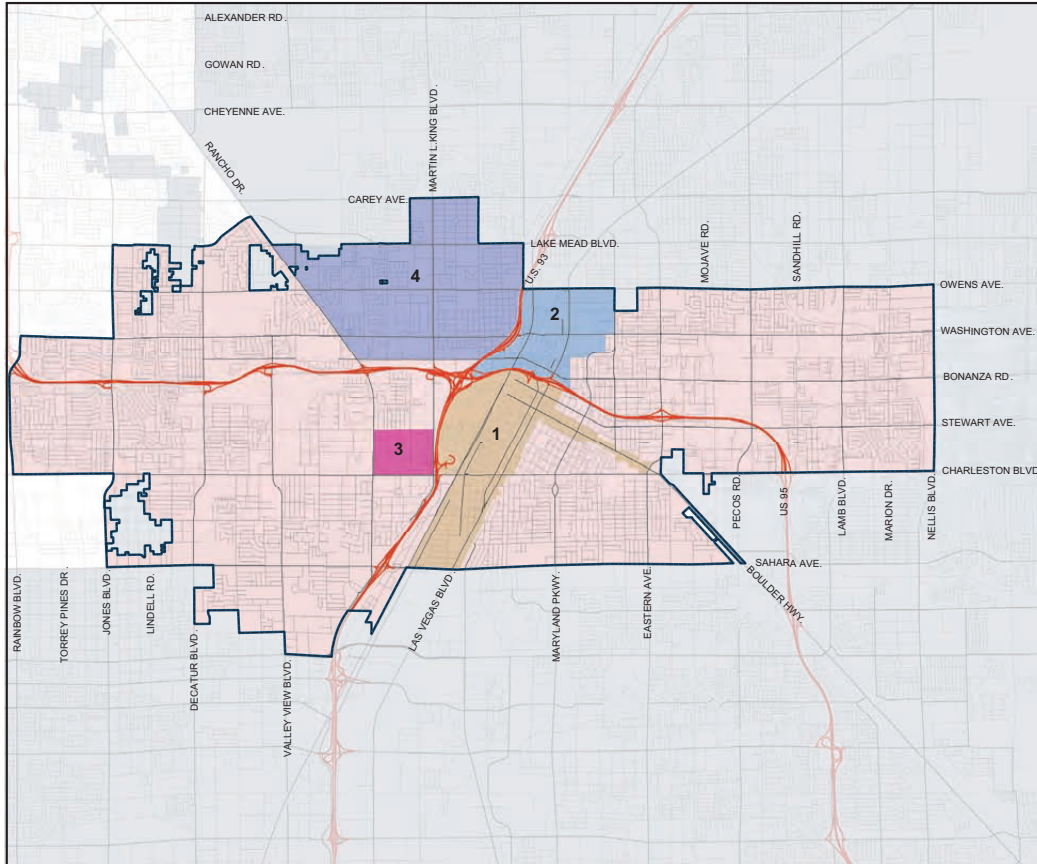 ALEXANDER RD.
GOWAN RD.
CHEYENNE AVE.
RANCHO DR.
MARTIN L.KING BLVD.
CAREY AVE.
LAKE MEAD BLVD.
U.S. 93
MOJAVE RD.
SANDHILL RD.
4
2
OWENS AVE.
WASHINGTON AVE.
BONANZA RD.
STEWART AVE.
1
3
CHARLESTON BLVD
PECOS RD.
US 95
LAMB BLVD.
MARION DR.
NELLIS BLVD.
SAHARA AVE.
BOULDER HWY.
RAINBOW BLVD.
TORREY PINES DR.
JONES BLVD.
LINDELL RD.
DECATUR BLVD.
VALLEY VIEW BLVD.
LAS VEGAS BLVD.
MARYLAND PKWY.
EASTERN AVE.